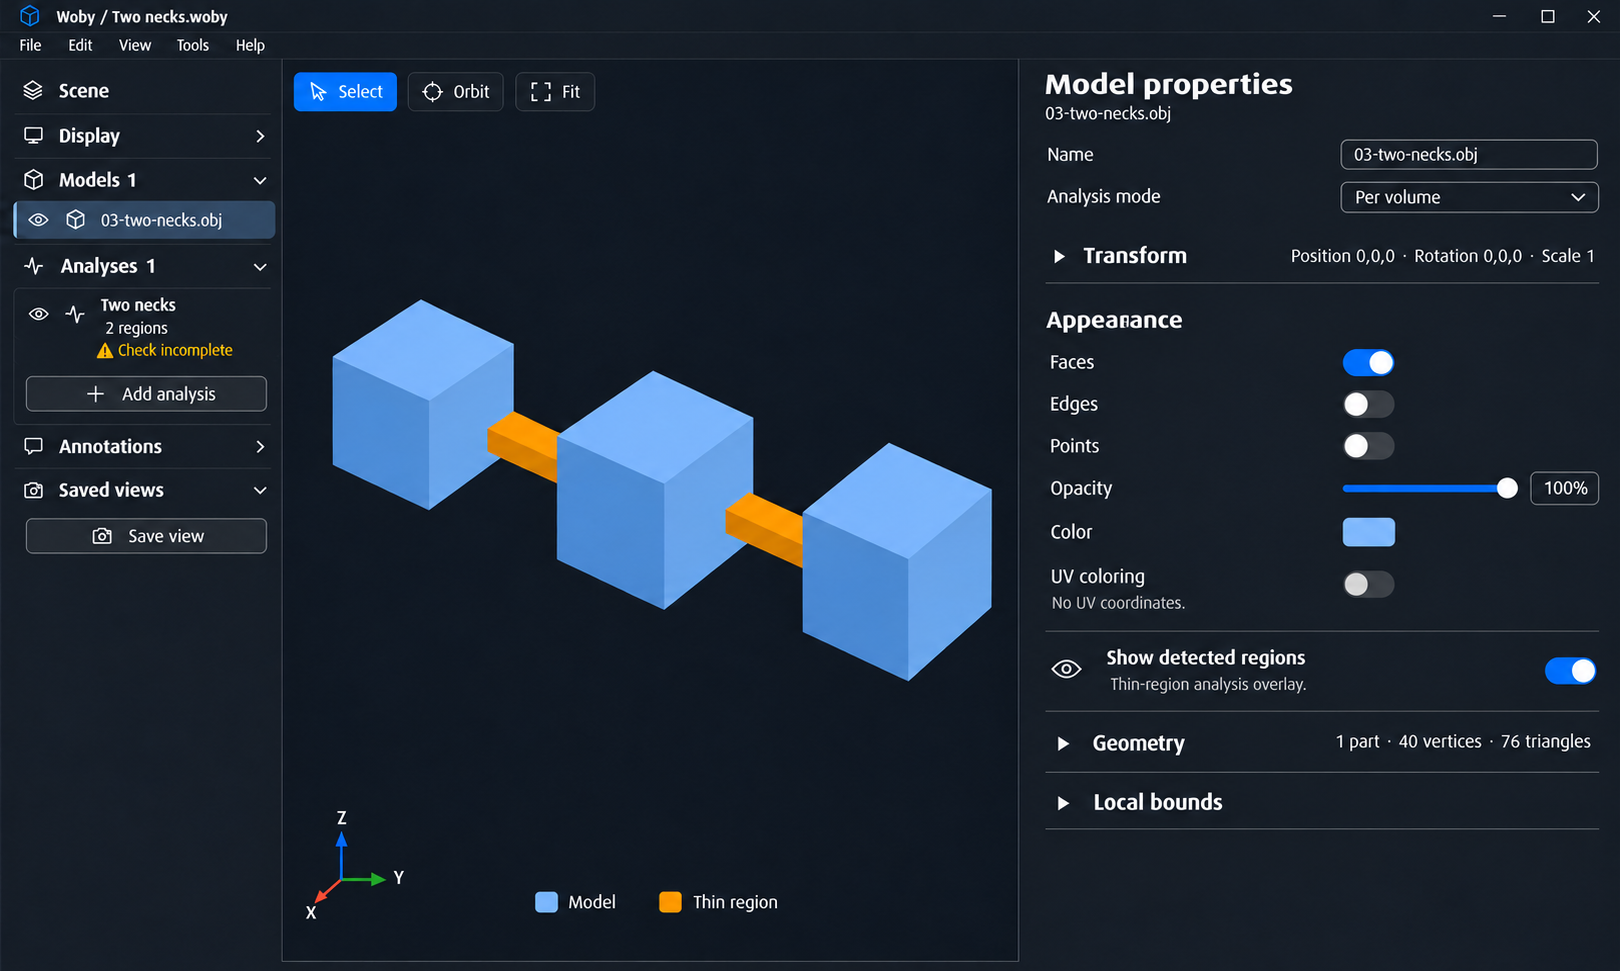 Woby / Two necks.woby
File Edit View Tools Help
Scene
Display
Models 1
03-two-necks.obj
Analyses 1
Two necks
2 regions
Check incomplete
Add analysis
Annotations
Saved views
Save view
Select Orbit Fit
Z
Y
X
Model Thin region
Model properties
03-two-necks.obj
Name 03-two-necks.obj
Analysis mode Per volume
Transform Position 0,0,0 · Rotation 0,0,0 · Scale 1
Appearance
Faces
Edges
Points
Opacity 100%
Color
UV coloring
No UV coordinates.
Show detected regions
Thin-region analysis overlay.
Geometry 1 part · 40 vertices · 76 triangles
Local bounds